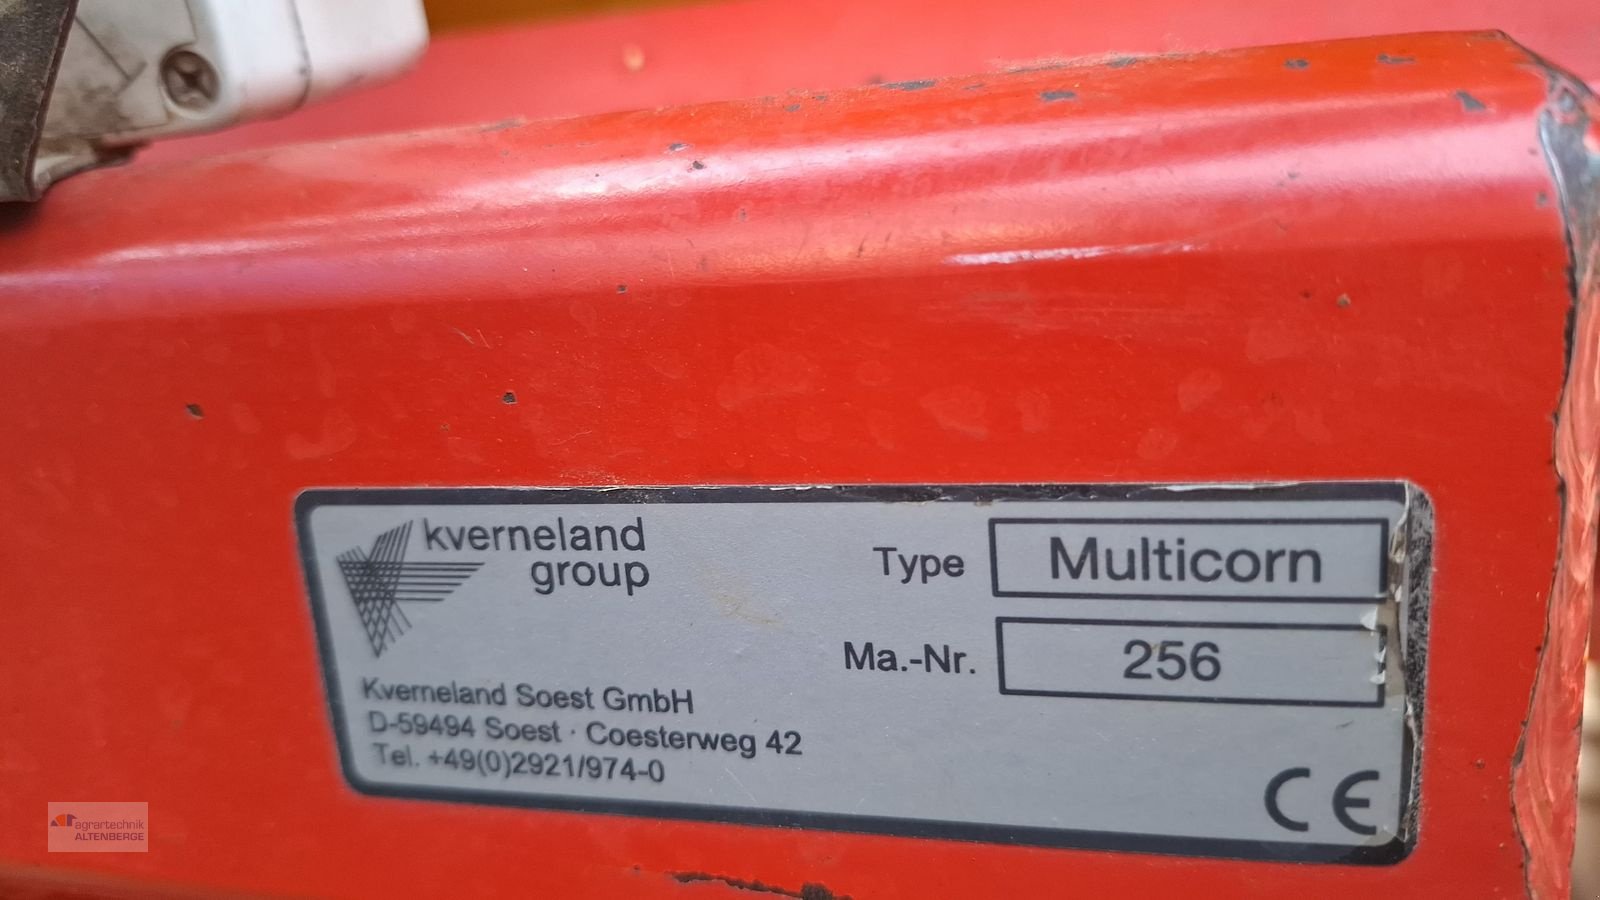 kverneland
group
Type Multicorn
Ma.-Nr. 256
Kverneland Soest GmbH
D-59494 Soest · Coesterweg 42
Tel. +49(0)2921/974-0
CE
agrartechnik
ALTENBERGE